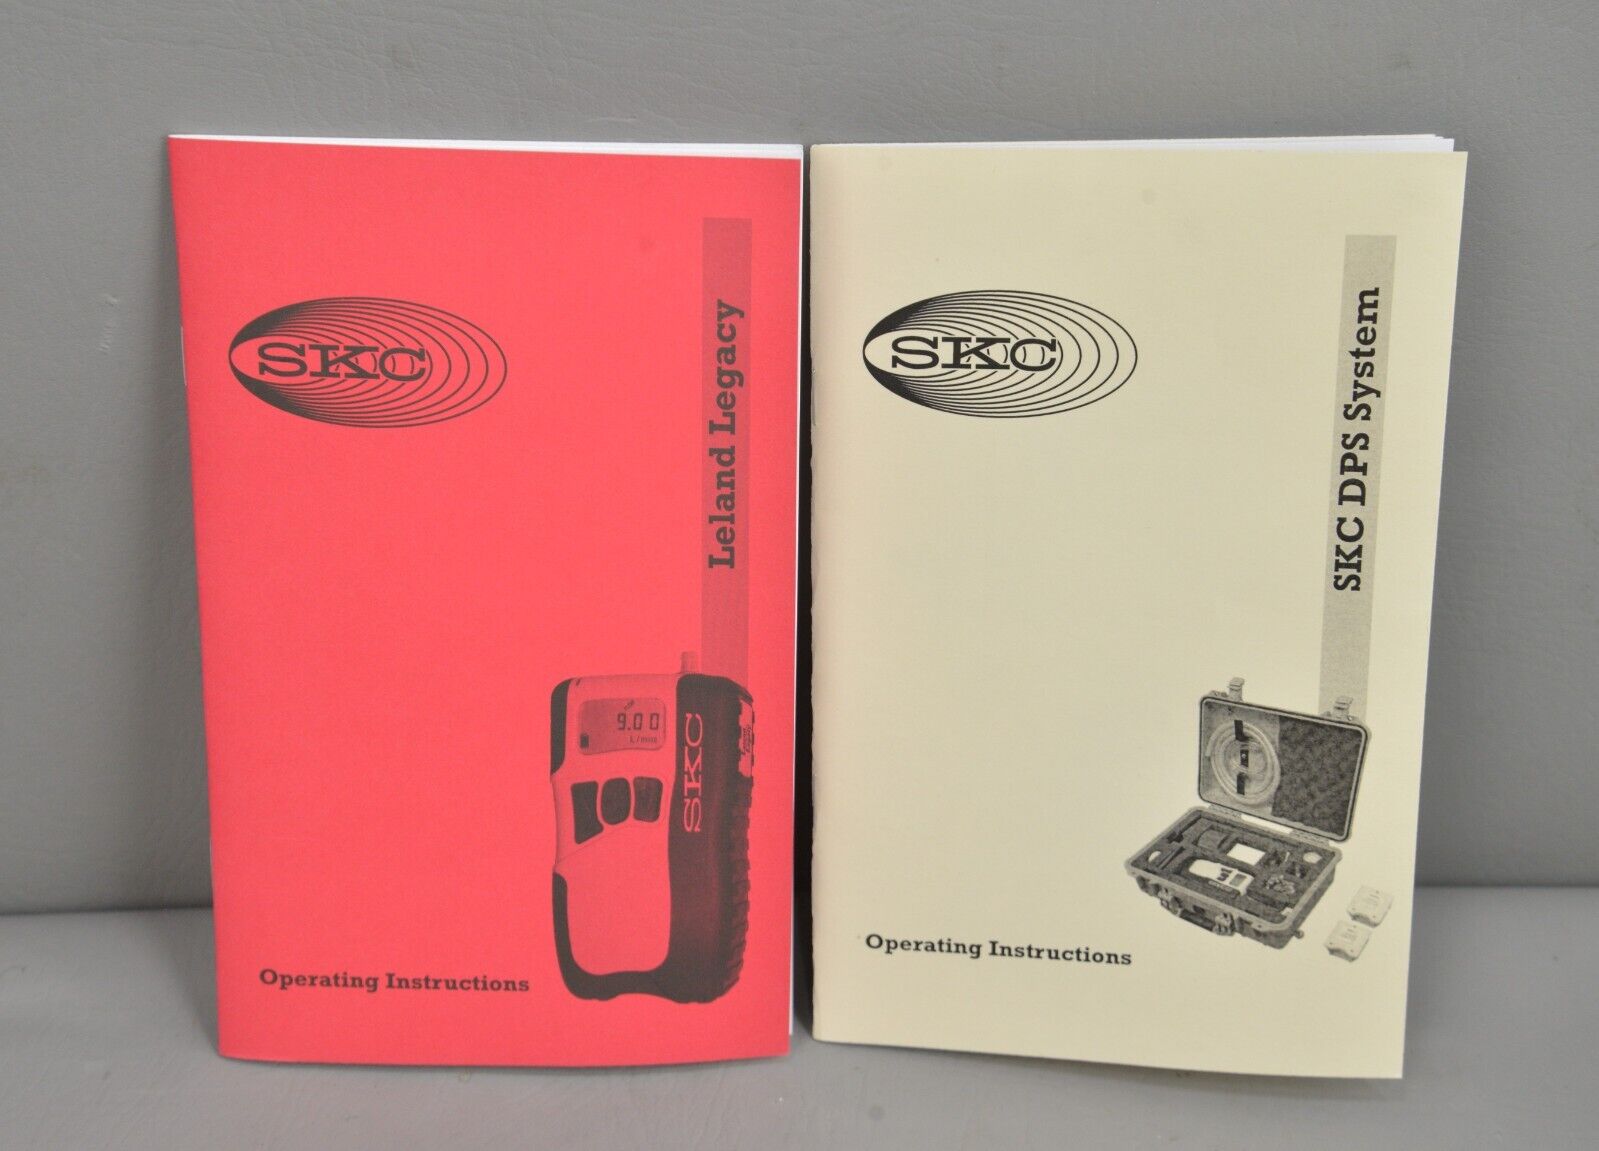 SKC
Leland Legacy
9.00
L/min
SKC
Operating Instructions
SKC
SKC DPS System
Operating Instructions